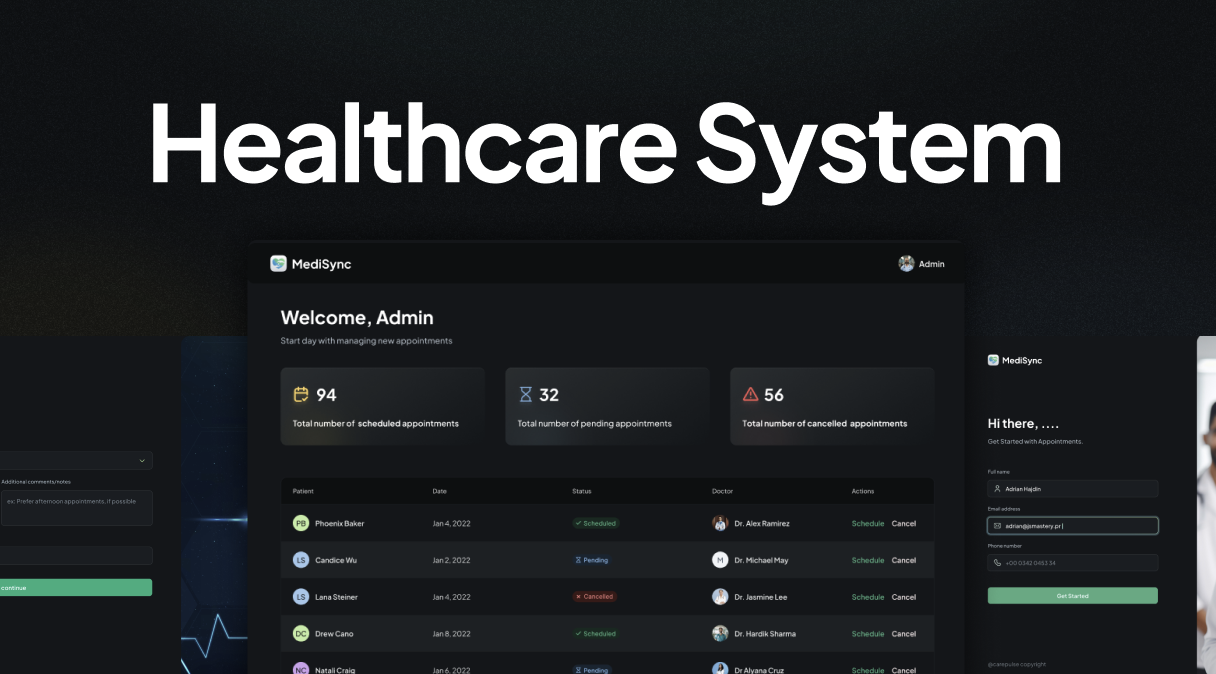 Healthcare System
MediSync
Admin
Welcome, Admin
Start day with managing new appointments
94
Total number of scheduled appointments
32
Total number of pending appointments
56
Total number of cancelled appointments
Patient Date Status Doctor Actions
PB Phoenix Baker Jan 4, 2022 Scheduled Dr. Alex Ramirez Schedule Cancel
LS Candice Wu Jan 2, 2022 Pending M Dr. Michael May Schedule Cancel
LS Lana Steiner Jan 4, 2022 Cancelled Dr. Jasmine Lee Schedule Cancel
DC Drew Cano Jan 8, 2022 Scheduled Dr. Hardik Sharma Schedule Cancel
NC Natali Craig Jan 6, 2022 Pending Dr Alyana Cruz Schedule Cancel
Additional comments/notes
ex: Prefer afternoon appointments, if possible
continue
MediSync
Hi there, ....
Get Started with Appointments.
Full name
Adrian Hajdin
Email address
adrian@jsmastery.pr
Phone number
+00 0342 0453 34
Get Started
@carepulse copyright